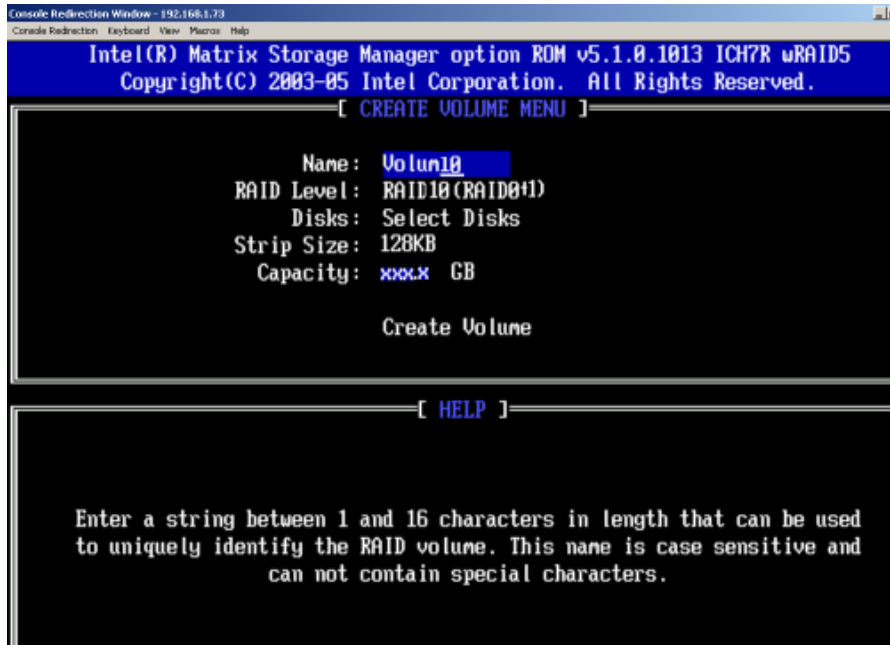 Console Redirection Window - 192.168.1.73
Console Redirection Keyboard View Macros Help
Intel(R) Matrix Storage Manager option ROM v5.1.0.1013 ICH7R wRAID5
Copyright(C) 2003-05 Intel Corporation. All Rights Reserved.
[ CREATE VOLUME MENU ]
Name: Volum10
RAID Level: RAID10(RAID0+1)
Disks: Select Disks
Strip Size: 128KB
Capacity: xxx.x GB
Create Volume
[ HELP ]
Enter a string between 1 and 16 characters in length that can be used
to uniquely identify the RAID volume. This name is case sensitive and
can not contain special characters.